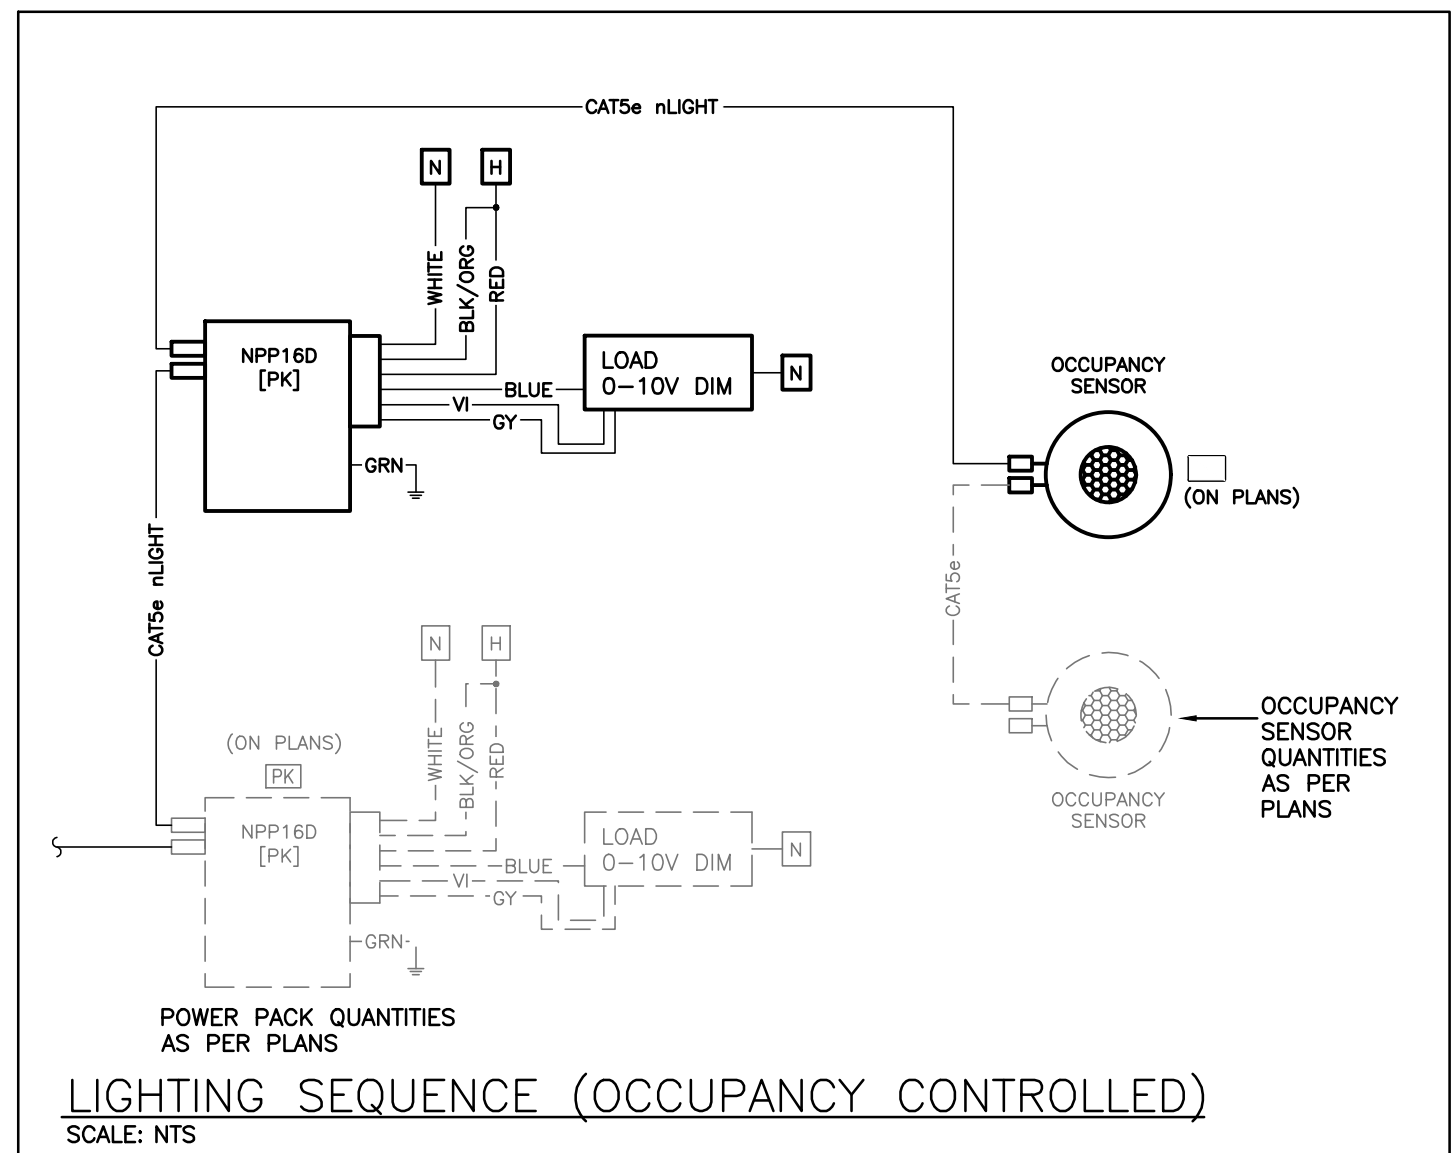 CAT5e nLIGHT
N
H
WHITE
BLK/ORG
RED
NPP16D
[PK]
LOAD
0-10V DIM
N
BLUE
VI
GY
GRN
OCCUPANCY
SENSOR
(ON PLANS)
CAT5e nLIGHT
CAT5e
N
H
WHITE
BLK/ORG
RED
(ON PLANS)
PK
NPP16D
[PK]
LOAD
0-10V DIM
N
BLUE
VI
GY
GRN
OCCUPANCY
SENSOR
OCCUPANCY
SENSOR
QUANTITIES
AS PER
PLANS
POWER PACK QUANTITIES
AS PER PLANS
LIGHTING SEQUENCE (OCCUPANCY CONTROLLED)
SCALE: NTS